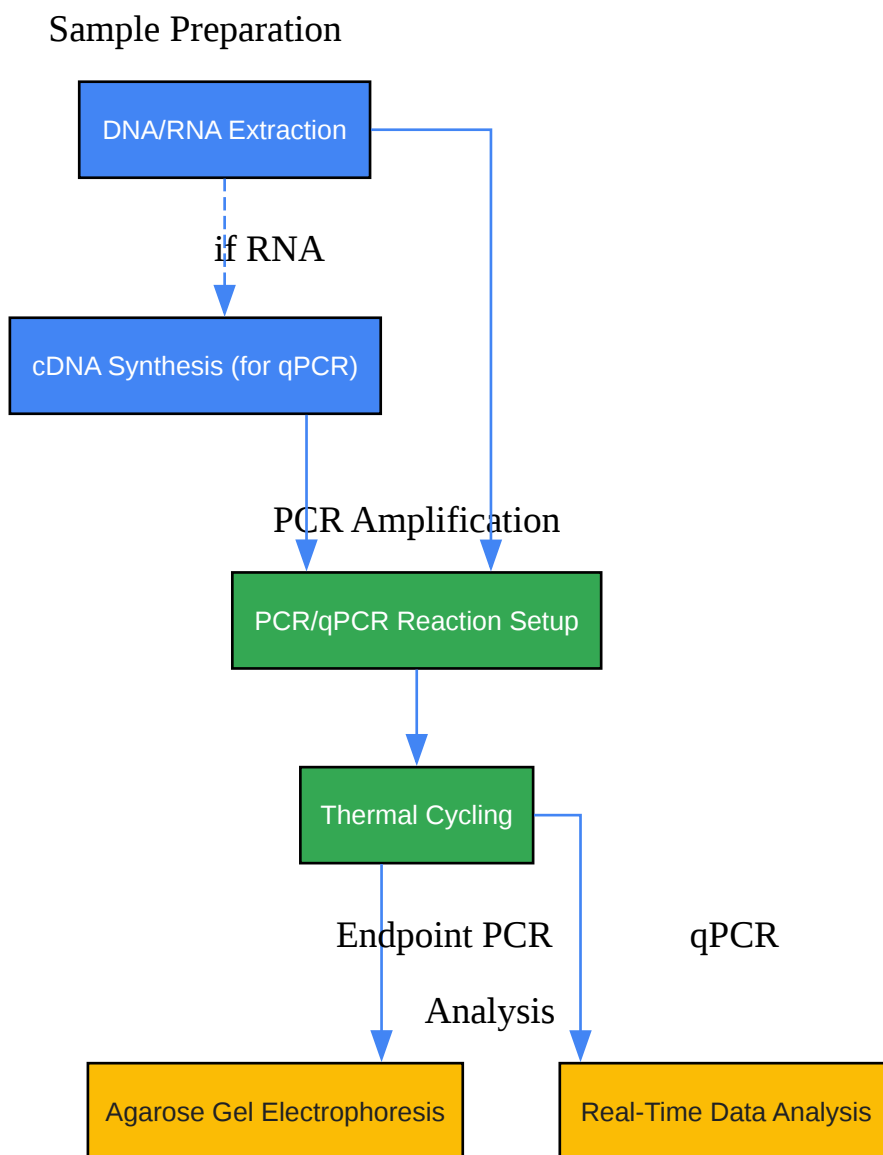 Sample Preparation
DNA/RNA Extraction
if RNA
cDNA Synthesis (for qPCR)
PCR Amplification
PCR/qPCR Reaction Setup
Thermal Cycling
Endpoint PCR
qPCR
Analysis
Agarose Gel Electrophoresis
Real-Time Data Analysis